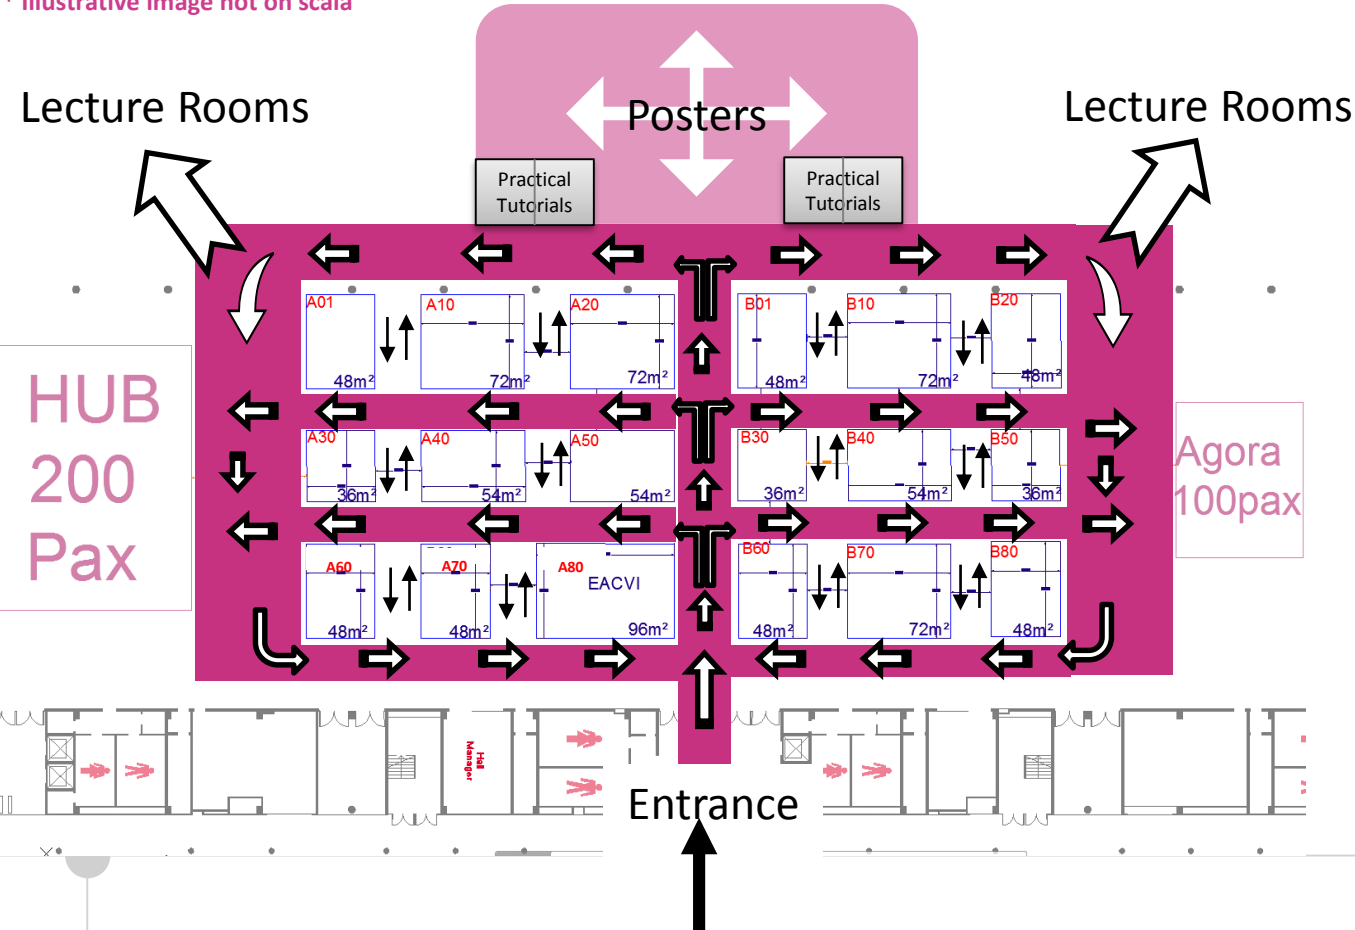 * Illustrative image not on scala
Lecture Rooms
Posters
Lecture Rooms
Practical
Tutorials
Practical
Tutorials
A01
48m²
A10
72m²
A20
72m²
B01
48m²
B10
72m²
B20
48m²
HUB
200
Pax
A30
36m²
A40
54m²
A50
54m²
B30
36m²
B40
54m²
B50
36m²
Agora
100pax
A60
48m²
A70
48m²
A80
EACVI
96m²
B60
48m²
B70
72m²
B80
48m²
Hall
Manager
Entrance